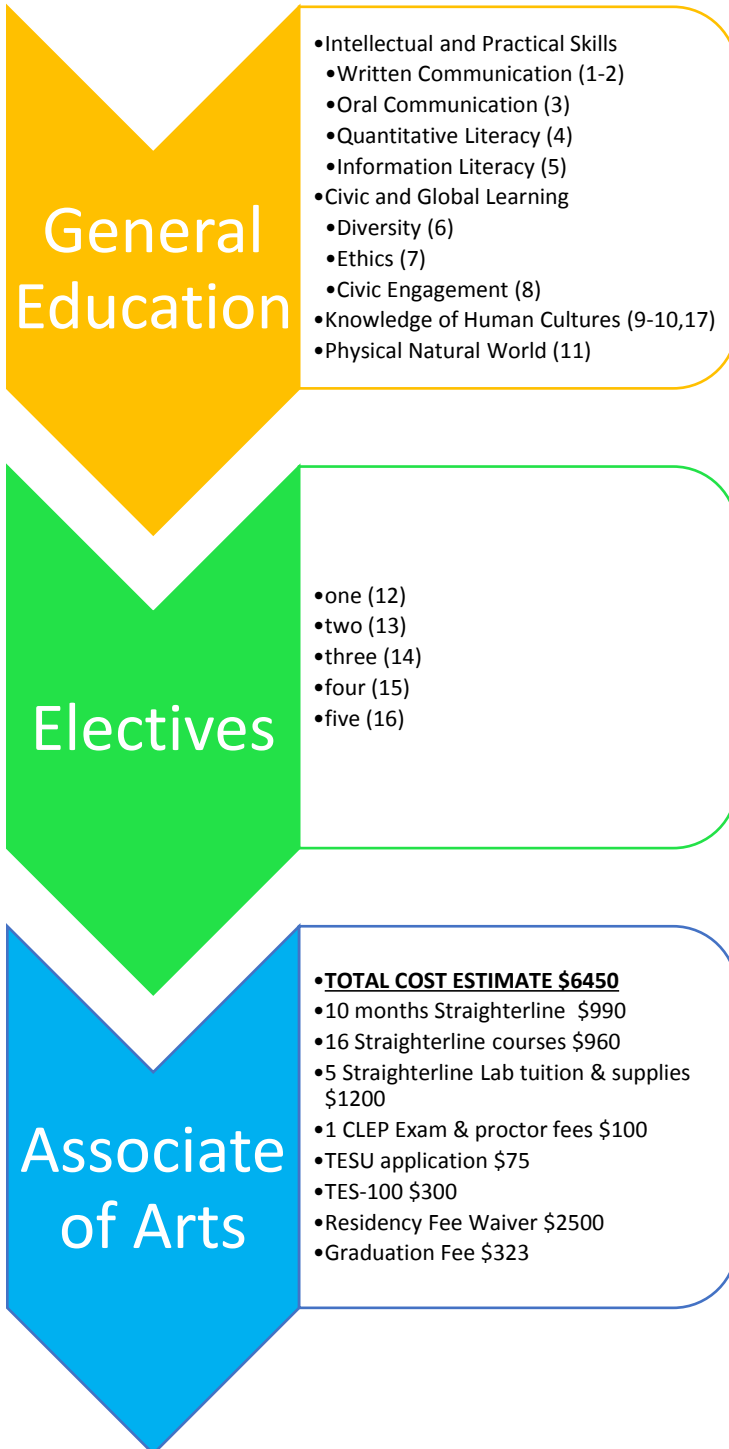 General
Education
•Intellectual and Practical Skills
•Written Communication (1-2)
•Oral Communication (3)
•Quantitative Literacy (4)
•Information Literacy (5)
•Civic and Global Learning
•Diversity (6)
•Ethics (7)
•Civic Engagement (8)
•Knowledge of Human Cultures (9-10,17)
•Physical Natural World (11)
Electives
•one (12)
•two (13)
•three (14)
•four (15)
•five (16)
Associate
of Arts
•TOTAL COST ESTIMATE $6450
•10 months Straighterline $990
•16 Straighterline courses $960
•5 Straighterline Lab tuition & supplies
$1200
•1 CLEP Exam & proctor fees $100
•TESU application $75
•TES-100 $300
•Residency Fee Waiver $2500
•Graduation Fee $323